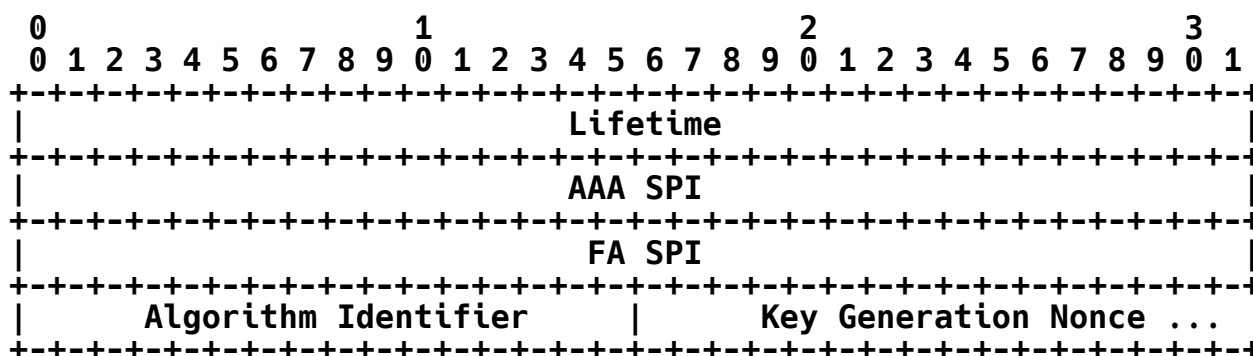 0                   1                   2                   3
 0 1 2 3 4 5 6 7 8 9 0 1 2 3 4 5 6 7 8 9 0 1 2 3 4 5 6 7 8 9 0 1
+-+-+-+-+-+-+-+-+-+-+-+-+-+-+-+-+-+-+-+-+-+-+-+-+-+-+-+-+-+-+-+-+
|                            Lifetime                           |
+-+-+-+-+-+-+-+-+-+-+-+-+-+-+-+-+-+-+-+-+-+-+-+-+-+-+-+-+-+-+-+-+
|                            AAA SPI                            |
+-+-+-+-+-+-+-+-+-+-+-+-+-+-+-+-+-+-+-+-+-+-+-+-+-+-+-+-+-+-+-+-+
|                             FA SPI                            |
+-+-+-+-+-+-+-+-+-+-+-+-+-+-+-+-+-+-+-+-+-+-+-+-+-+-+-+-+-+-+-+-+
|      Algorithm Identifier     |      Key Generation Nonce ...
+-+-+-+-+-+-+-+-+-+-+-+-+-+-+-+-+-+-+-+-+-+-+-+-+-+-+-+-+-+-+-+-+